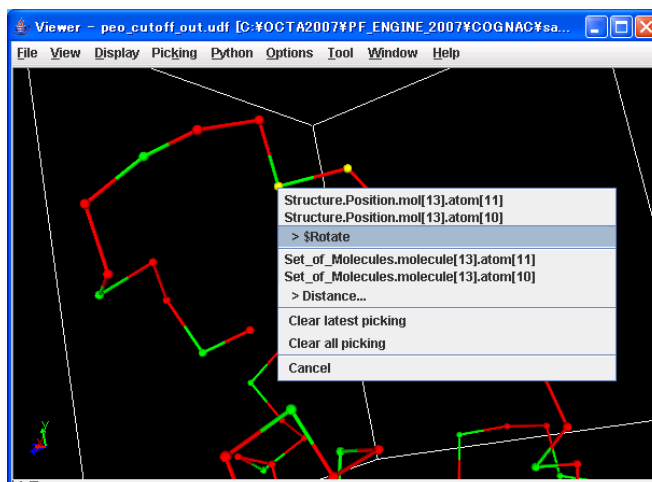 Viewer – peo_cutoff_out.udf [C:¥OCTA2007¥PF_ENGINE_2007¥COGNAC¥sa...
File View Display Picking Python Options Tool Window Help
Structure.Position.mol[13].atom[11]
Structure.Position.mol[13].atom[10]
> $Rotate
Set_of_Molecules.molecule[13].atom[11]
Set_of_Molecules.molecule[13].atom[10]
> Distance...
Clear latest picking
Clear all picking
Cancel